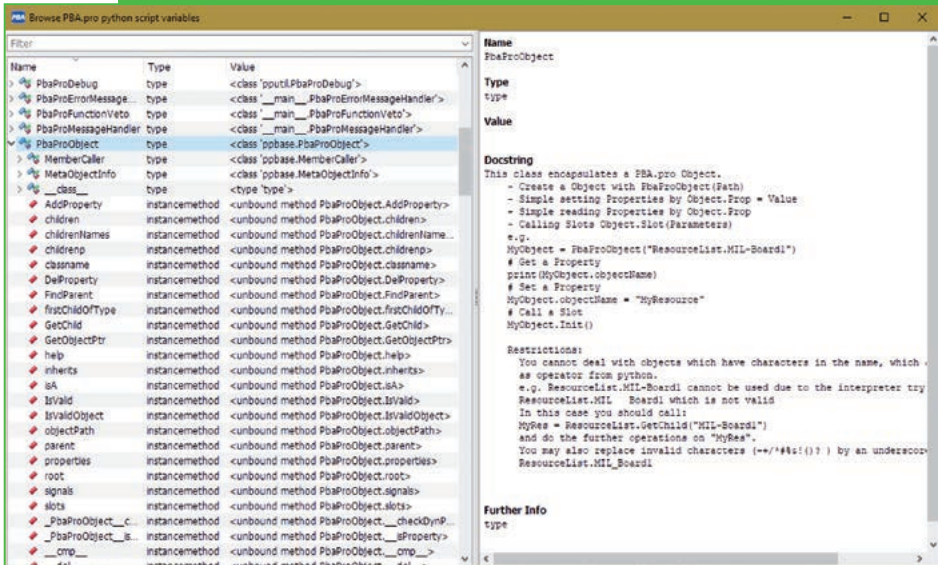 PBA Browse PBA.pro python script variables
Filter
Name Type Value
PbaProDebug type <class 'pputil.PbaProDebug'>
PbaProErrorMessage... type <class '__main__.PbaProErrorMessageHandler'>
PbaProFunctionVeto type <class '__main__.PbaProFunctionVeto'>
PbaProMessageHandler type <class '__main__.PbaProMessageHandler'>
PbaProObject type <class 'ppbase.PbaProObject'>
MemberCaller type <class 'ppbase.MemberCaller'>
MetaObjectInfo type <class 'ppbase.MetaObjectInfo'>
__class__ type <type 'type'>
AddProperty instancemethod <unbound method PbaProObject.AddProperty>
children instancemethod <unbound method PbaProObject.children>
childrenNames instancemethod <unbound method PbaProObject.childrenName...
childrenp instancemethod <unbound method PbaProObject.childrenp>
classname instancemethod <unbound method PbaProObject.classname>
DelProperty instancemethod <unbound method PbaProObject.DelProperty>
FindParent instancemethod <unbound method PbaProObject.FindParent>
firstChildOfType instancemethod <unbound method PbaProObject.firstChildOfTy...
GetChild instancemethod <unbound method PbaProObject.GetChild>
GetObjectPtr instancemethod <unbound method PbaProObject.GetObjectPtr>
help instancemethod <unbound method PbaProObject.help>
inherits instancemethod <unbound method PbaProObject.inherits>
isA instancemethod <unbound method PbaProObject.isA>
IsValid instancemethod <unbound method PbaProObject.IsValid>
IsValidObject instancemethod <unbound method PbaProObject.IsValidObject>
objectPath instancemethod <unbound method PbaProObject.objectPath>
parent instancemethod <unbound method PbaProObject.parent>
properties instancemethod <unbound method PbaProObject.properties>
root instancemethod <unbound method PbaProObject.root>
signals instancemethod <unbound method PbaProObject.signals>
slots instancemethod <unbound method PbaProObject.slots>
_PbaProObject__c... instancemethod <unbound method PbaProObject.__checkDynP...
_PbaProObject__is... instancemethod <unbound method PbaProObject.__isProperty>
__cmp__ instancemethod <unbound method PbaProObject.__cmp__>
Name
PbaProObject
Type
type
Value
Docstring
This class encapsulates a PBA.pro Object.
- Create a Object with PbaProObject(Path)
- Simple setting Properties by Object.Prop = Value
- Simple reading Properties by Object.Prop
- Calling Slots Object.Slot(Parameters)
e.g.
MyObject = PbaProObject("ResourceList.MIL-Board1")
# Get a Property
print(MyObject.objectName)
# Set a Property
MyObject.objectName = "MyResource"
# Call a Slot
MyObject.Init()
Restrictions:
You cannot deal with objects which have characters in the name, which
as operator from python.
e.g. ResourceList.MIL-Board1 cannot be used due to the interpreter try
ResourceList.MIL Board1 which is not valid
In this case you should call:
MyRes = ResourceList.GetChild("MIL-Board1")
and do the further operations on "MyRes".
You may also replace invalid characters by an underscor
ResourceList.MIL_Board1
Further Info
type